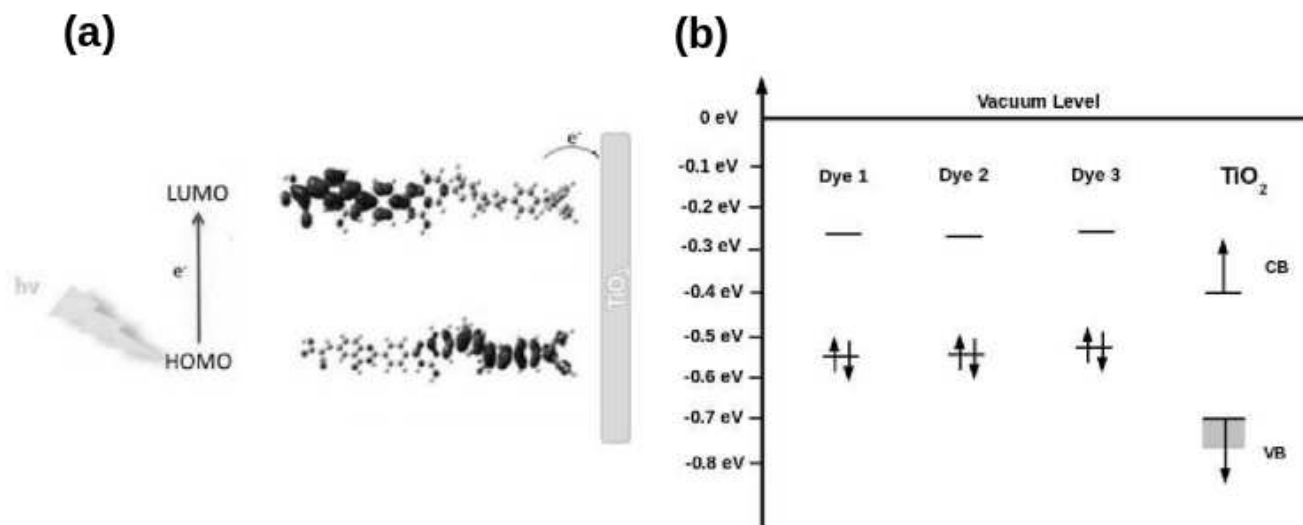 (a)
LUMO
e⁻
hν
HOMO
e⁻
TiO₂
(b)
Vacuum Level
0 eV
-0.1 eV
-0.2 eV
-0.3 eV
-0.4 eV
-0.5 eV
-0.6 eV
-0.7 eV
-0.8 eV
Dye 1
Dye 2
Dye 3
TiO₂
CB
VB